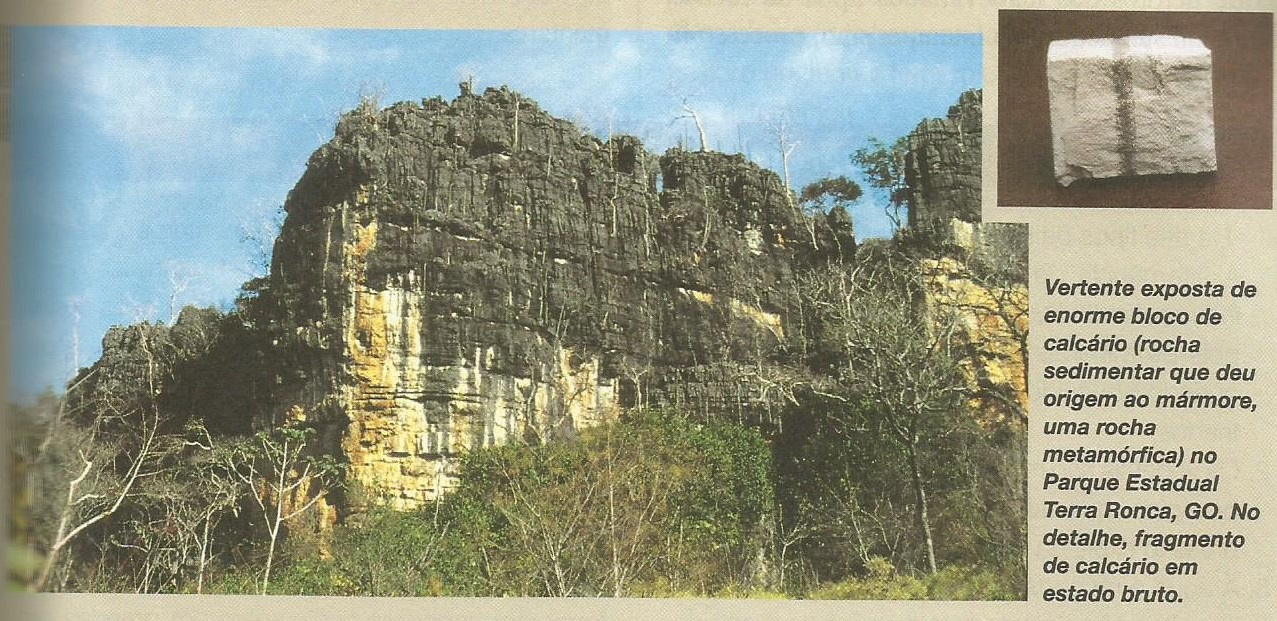 Vertente exposta de
enorme bloco de
calcário (rocha
sedimentar que deu
origem ao mármore,
uma rocha
metamórfica) no
Parque Estadual
Terra Ronca, GO. No
detalhe, fragmento
de calcário em
estado bruto.